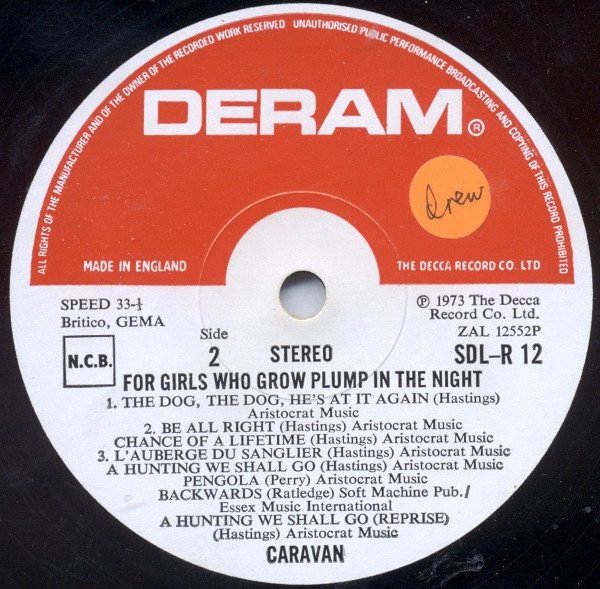 ALL RIGHTS OF THE MANUFACTURER AND OF THE OWNER OF THE RECORDED WORK RESERVED UNAUTHORISED PUBLIC PERFORMANCE BROADCASTING AND COPYING OF THIS RECORD PROHIBITED
DERAM®
drew
MADE IN ENGLAND
THE DECCA RECORD CO. LTD
SPEED 33-⅓
Britico, GEMA
℗ 1973 The Decca
Record Co. Ltd.
ZAL 12552P
N.C.B.
Side
2
STEREO
SDL-R 12
FOR GIRLS WHO GROW PLUMP IN THE NIGHT
1. THE DOG, THE DOG, HE'S AT IT AGAIN (Hastings)
Aristocrat Music
2. BE ALL RIGHT (Hastings) Aristocrat Music
CHANCE OF A LIFETIME (Hastings) Aristocrat Music
3. L'AUBERGE DU SANGLIER (Hastings) Aristocrat Music
A HUNTING WE SHALL GO (Hastings) Aristocrat Music
PENGOLA (Perry) Aristocrat Music
BACKWARDS (Ratledge) Soft Machine Pub./
Essex Music International
A HUNTING WE SHALL GO (REPRISE)
(Hastings) Aristocrat Music
CARAVAN